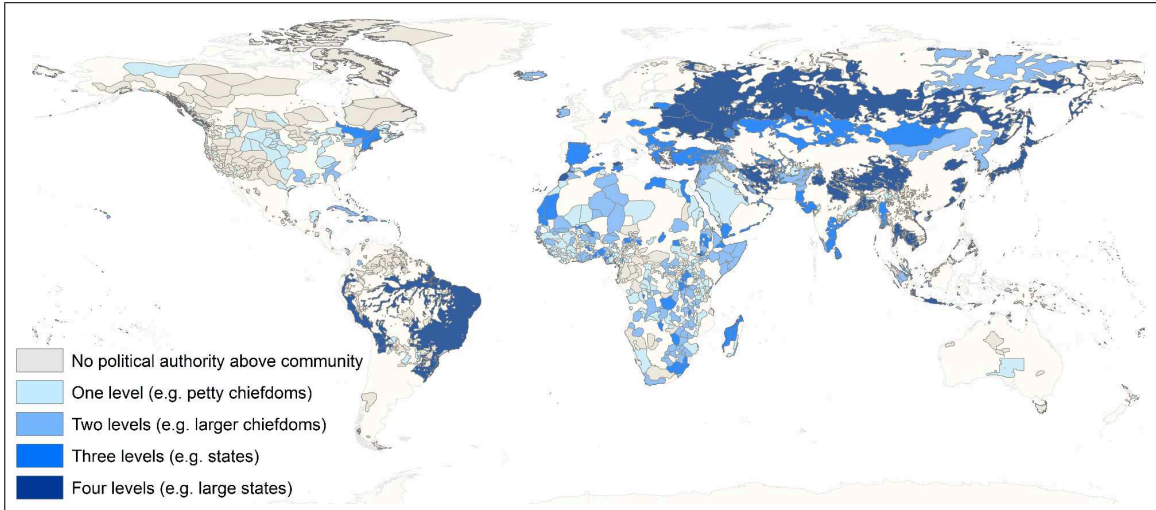 No political authority above community
One level (e.g. petty chiefdoms)
Two levels (e.g. larger chiefdoms)
Three levels (e.g. states)
Four levels (e.g. large states)